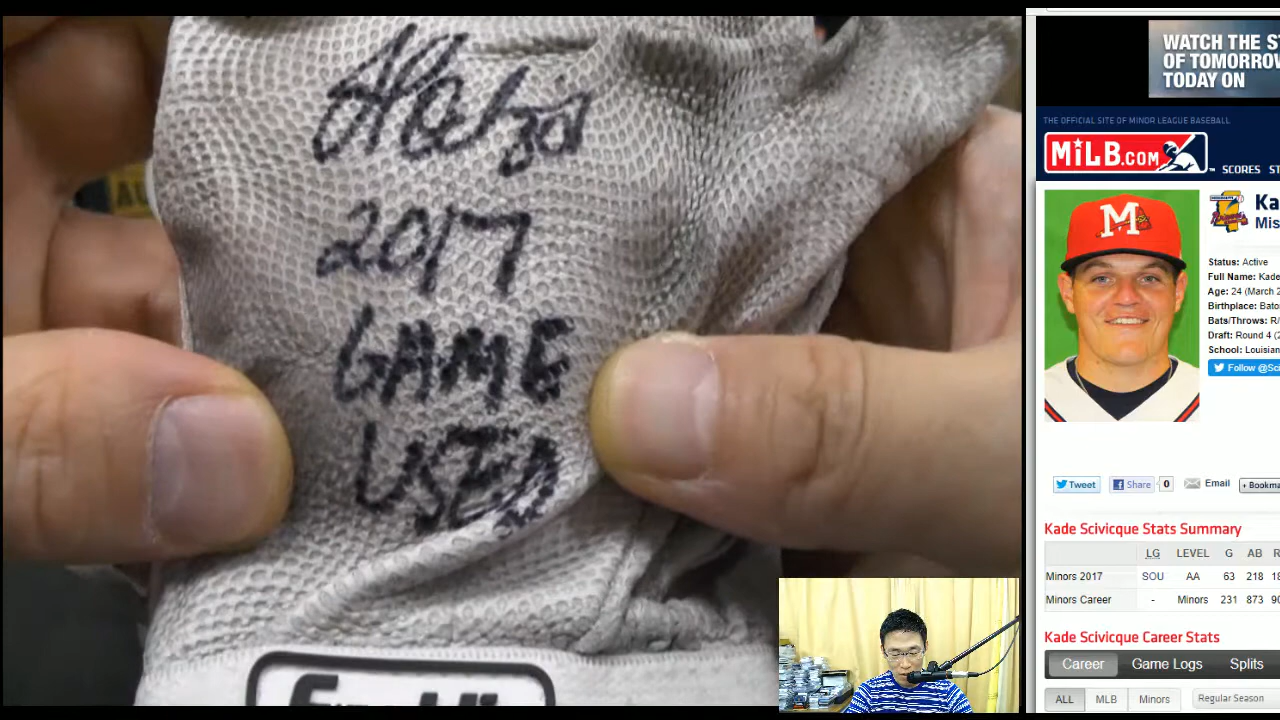 2017
GAME
USED
WATCH THE S
OF TOMORROW
TODAY ON
THE OFFICIAL SITE OF MINOR LEAGUE BASEBALL
MiLB.COM
SCORES ST
Ka
Mis
Status: Active
Full Name: Kade
Age: 24 (March 2
Birthplace: Bato
Bats/Throws: R/
Draft: Round 4 (2
School: Louisian
Follow @Sci
Tweet
Share 0
Email
+ Bookma
Kade Scivicque Stats Summary
LG LEVEL G AB R
Minors 2017 SOU AA 63 218 18
Minors Career - Minors 231 873 90
Kade Scivicque Career Stats
Career Game Logs Splits
ALL MLB Minors Regular Season